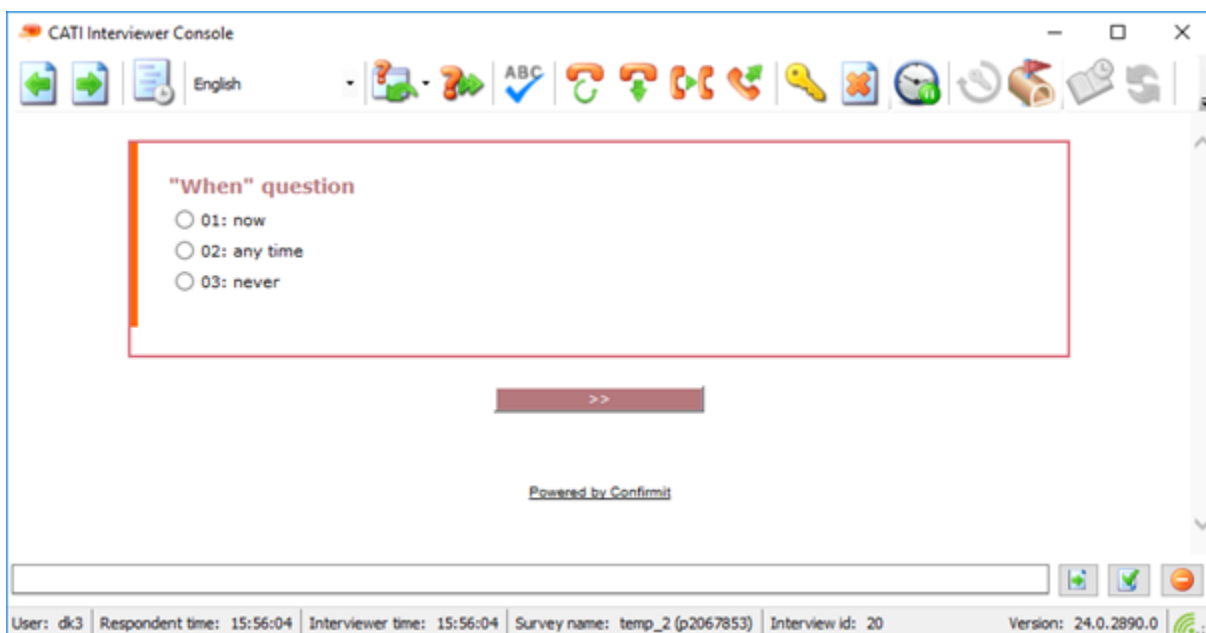 CATI Interviewer Console
English
ABC
"When" question
01: now
02: any time
03: never
>>
Powered by Confirmit
User: dk3 Respondent time: 15:56:04 Interviewer time: 15:56:04 Survey name: temp_2 (p2067853) Interview id: 20 Version: 24.0.2890.0